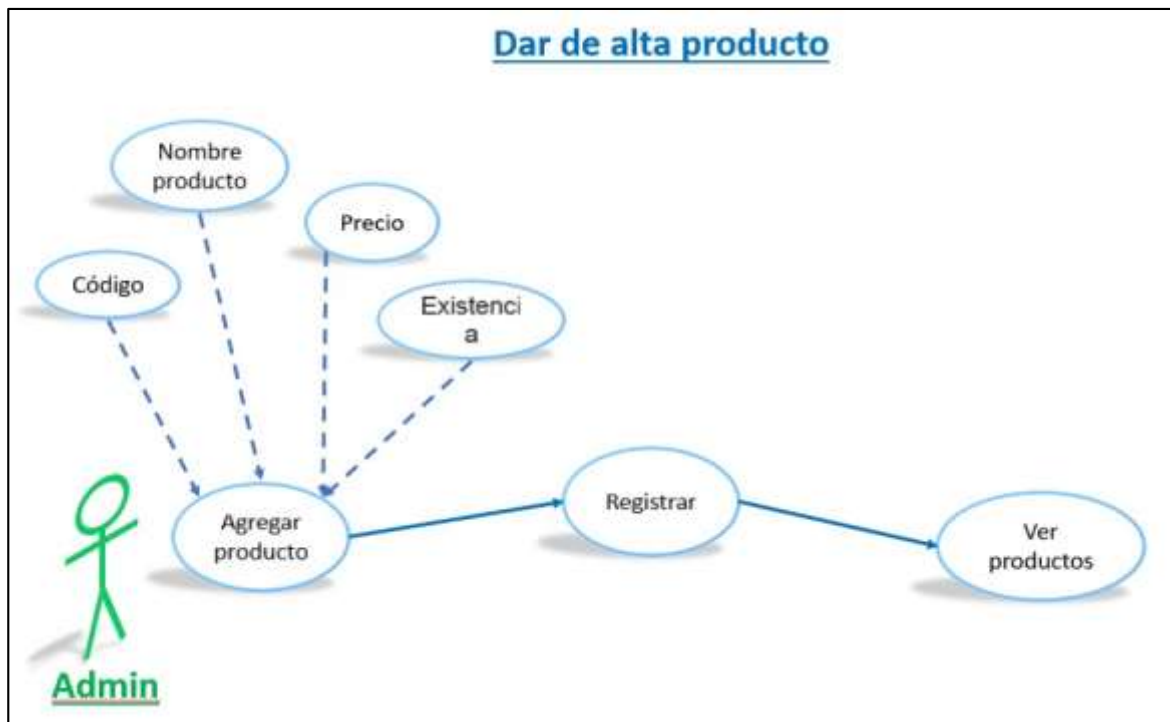 Dar de alta producto
Nombre
producto
Precio
Código
Existenci
a
Agregar
producto
Registrar
Ver
productos
Admin